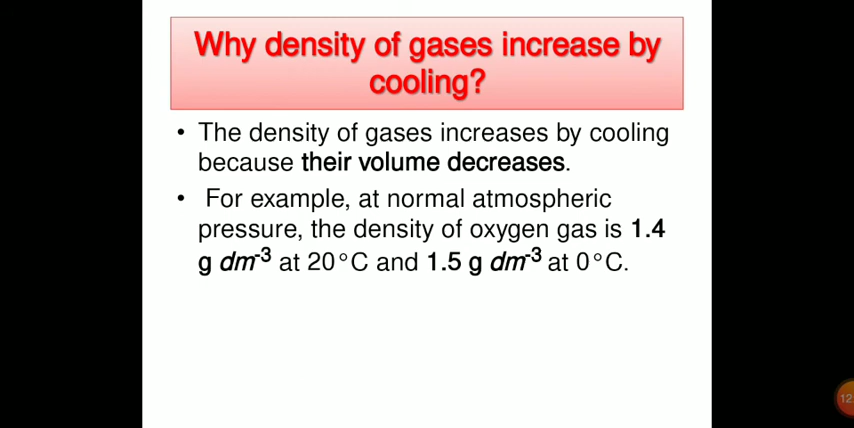 Why density of gases increase by
cooling?
• The density of gases increases by cooling
because their volume decreases.
• For example, at normal atmospheric
pressure, the density of oxygen gas is 1.4
g dm⁻³ at 20°C and 1.5 g dm⁻³ at 0°C.